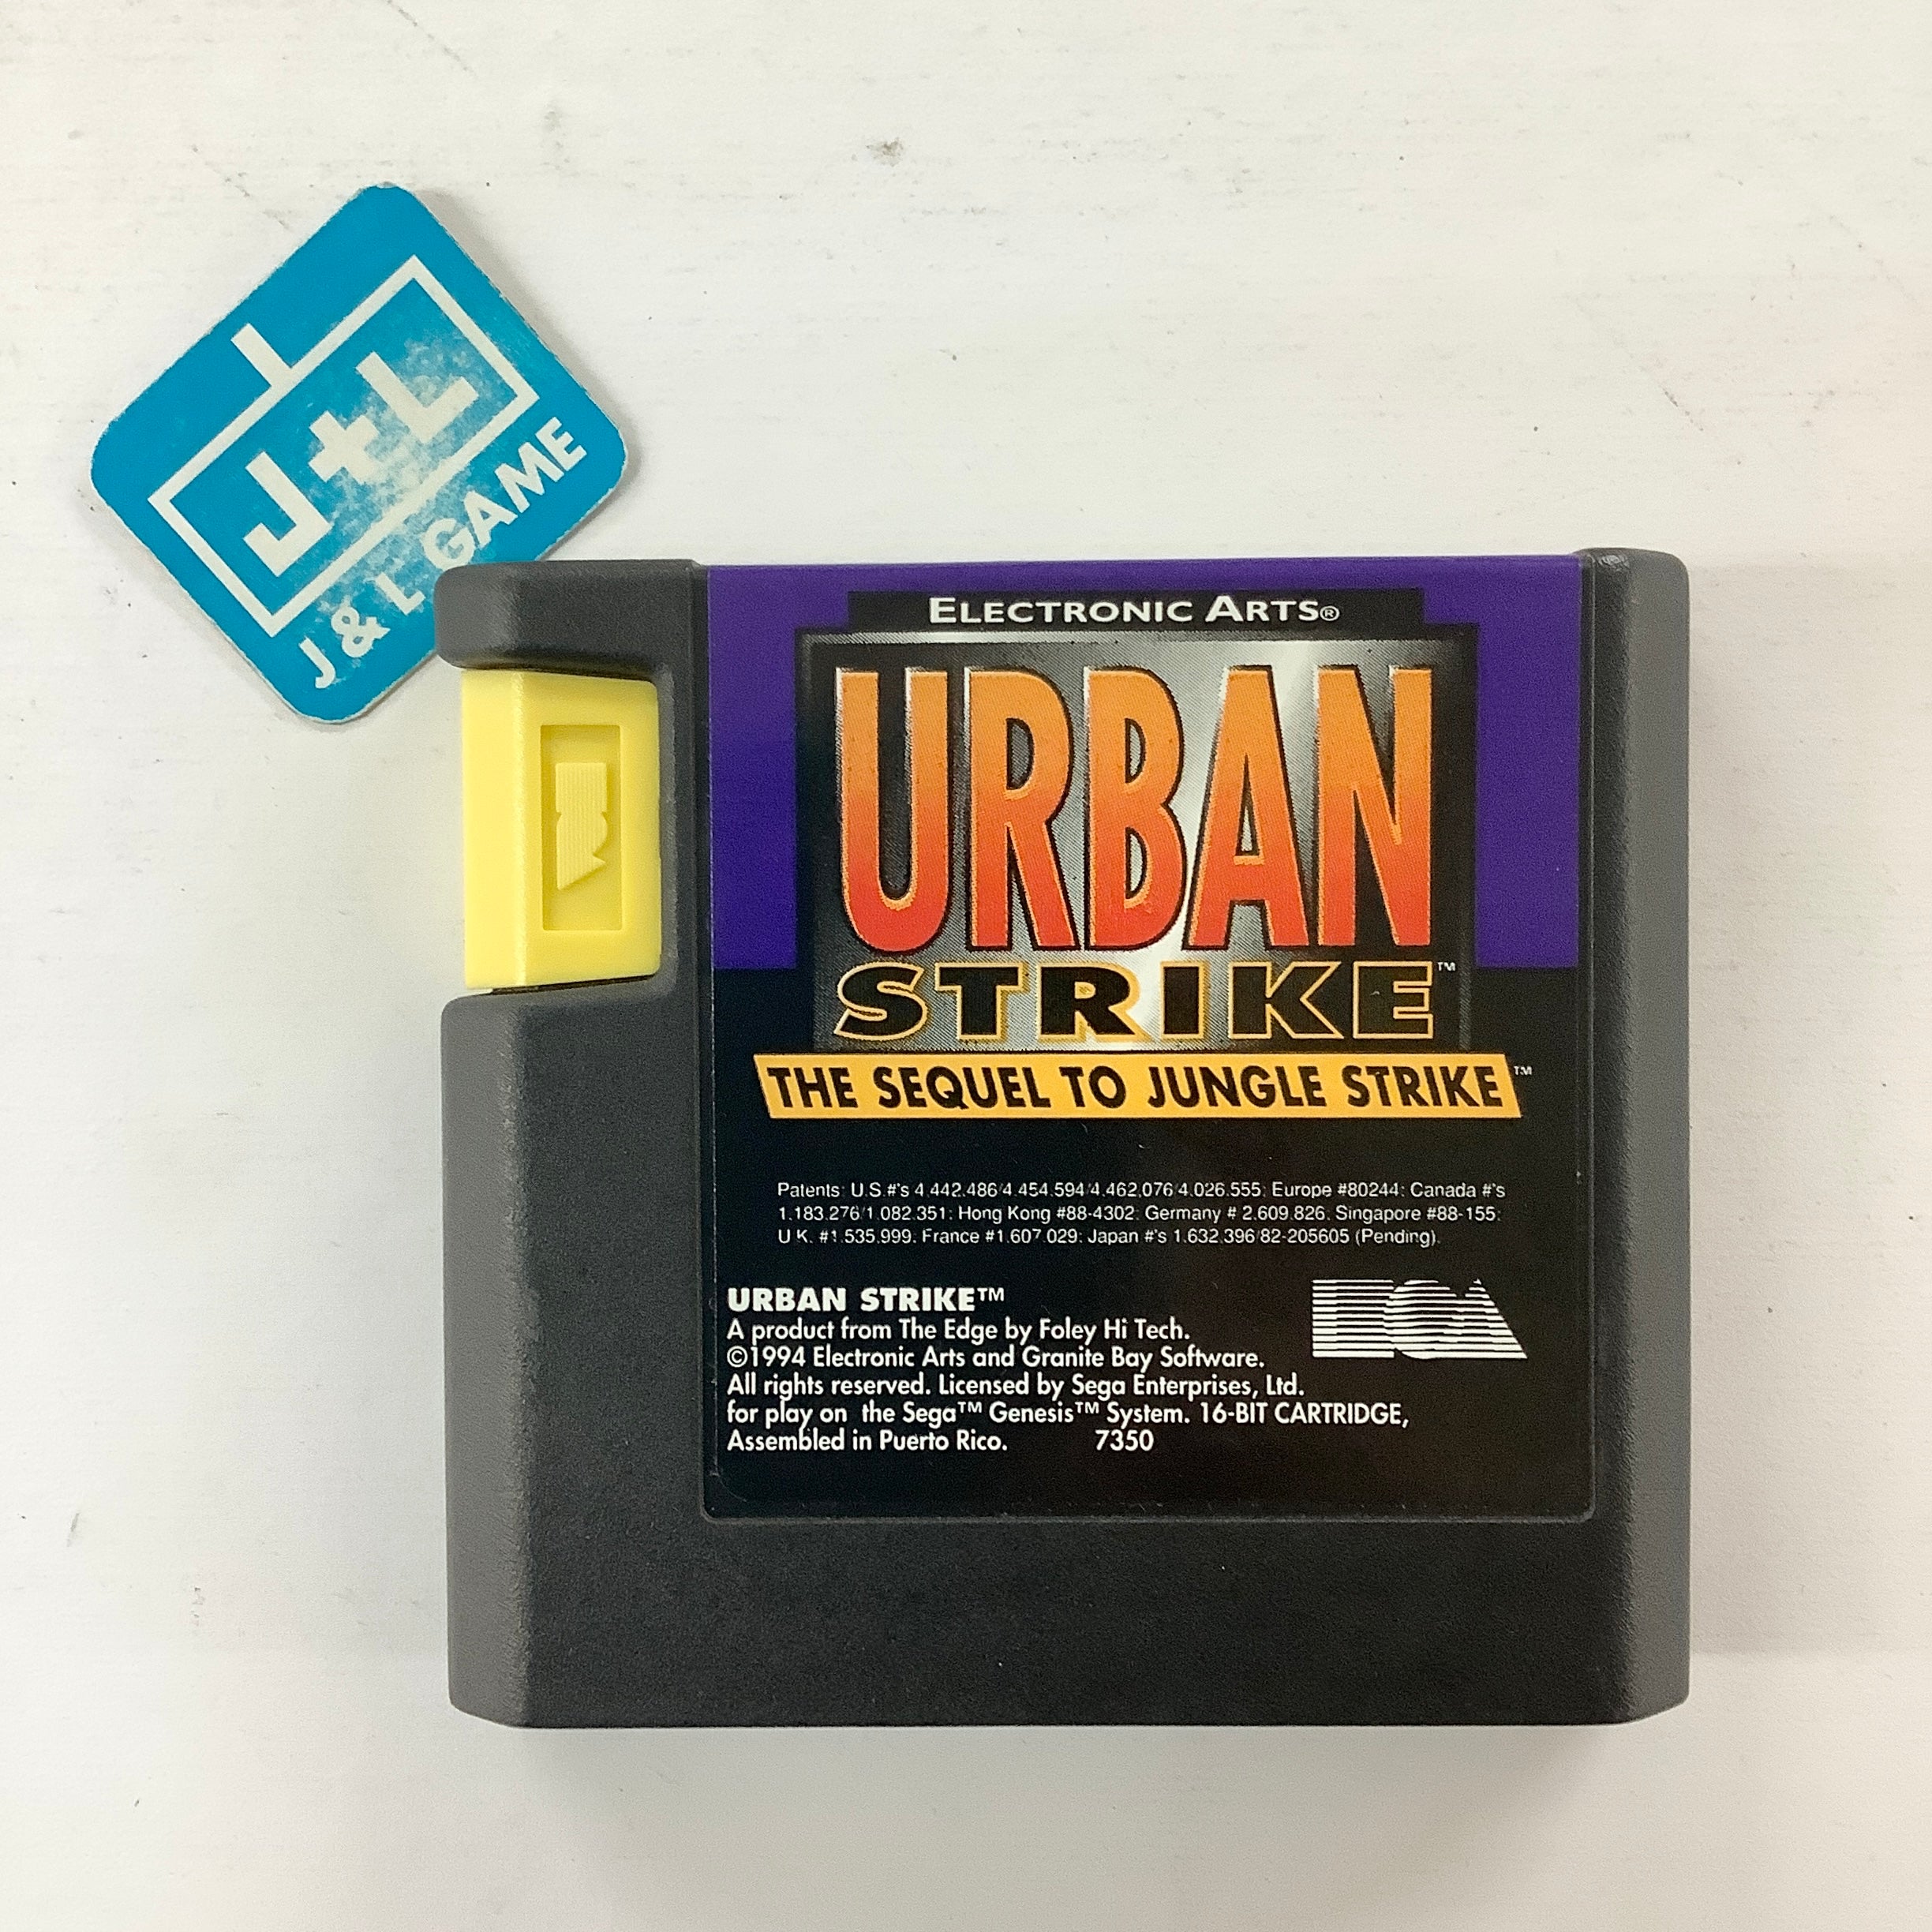 J+L
J & L GAME
ELECTRONIC ARTS®
URBAN
STRIKE™
THE SEQUEL TO JUNGLE STRIKE™
Patents: U.S.#'s 4.442.486/4.454.594/4.462.076/4.026.555: Europe #80244: Canada #'s
1.183.276/1.082.351: Hong Kong #88-4302: Germany # 2.609.826: Singapore #88-155:
U.K. #1.535.999: France #1.607.029: Japan #'s 1.632.396/82-205605 (Pending).
URBAN STRIKE™
A product from The Edge by Foley Hi Tech.
©1994 Electronic Arts and Granite Bay Software.
All rights reserved. Licensed by Sega Enterprises, Ltd.
for play on the Sega™ Genesis™ System. 16-BIT CARTRIDGE,
Assembled in Puerto Rico. 7350
EA